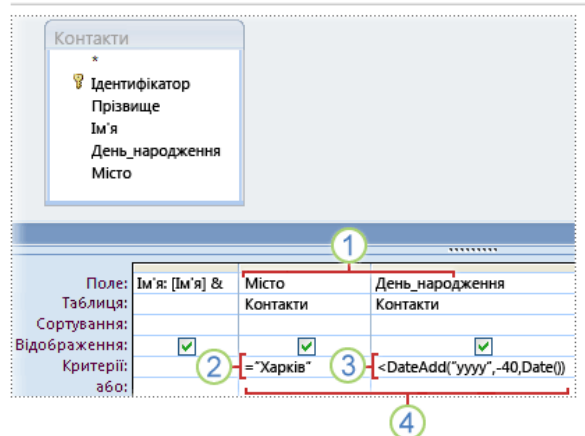 Контакти
*
Ідентифікатор
Прізвище
Ім'я
День_народження
Місто
1
Поле: Ім'я: [Ім'я] & Місто День_народження
Таблиця: Контакти Контакти
Сортування:
Відображення:
Критерії: 2 ="Харків" 3 <DateAdd("yyyy",-40,Date())
або:
4